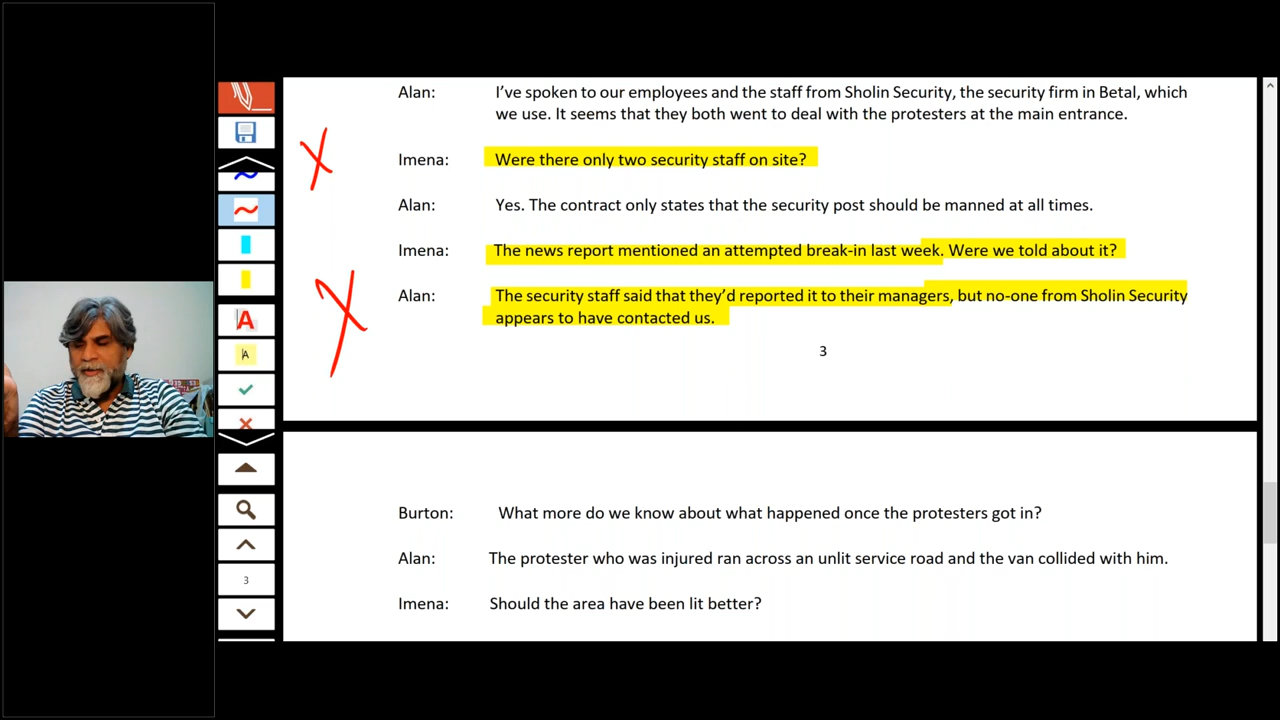 Alan: I've spoken to our employees and the staff from Sholin Security, the security firm in Betal, which
we use. It seems that they both went to deal with the protesters at the main entrance.
Imena: Were there only two security staff on site?
Alan: Yes. The contract only states that the security post should be manned at all times.
Imena: The news report mentioned an attempted break-in last week. Were we told about it?
Alan: The security staff said that they'd reported it to their managers, but no-one from Sholin Security
appears to have contacted us.
3
A
A
3
Burton: What more do we know about what happened once the protesters got in?
Alan: The protester who was injured ran across an unlit service road and the van collided with him.
Imena: Should the area have been lit better?